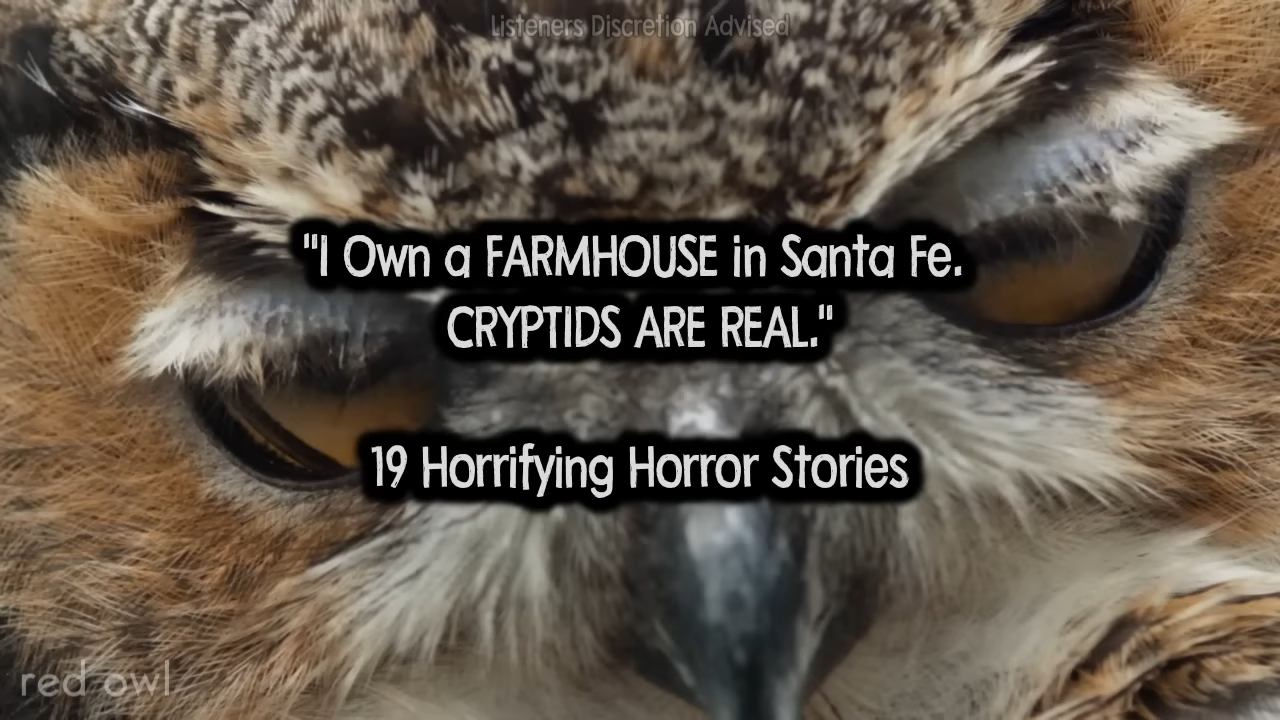 Listeners Discretion Advised
"I Own a FARMHOUSE in Santa Fe.
CRYPTIDS ARE REAL."
19 Horrifying Horror Stories
red owl